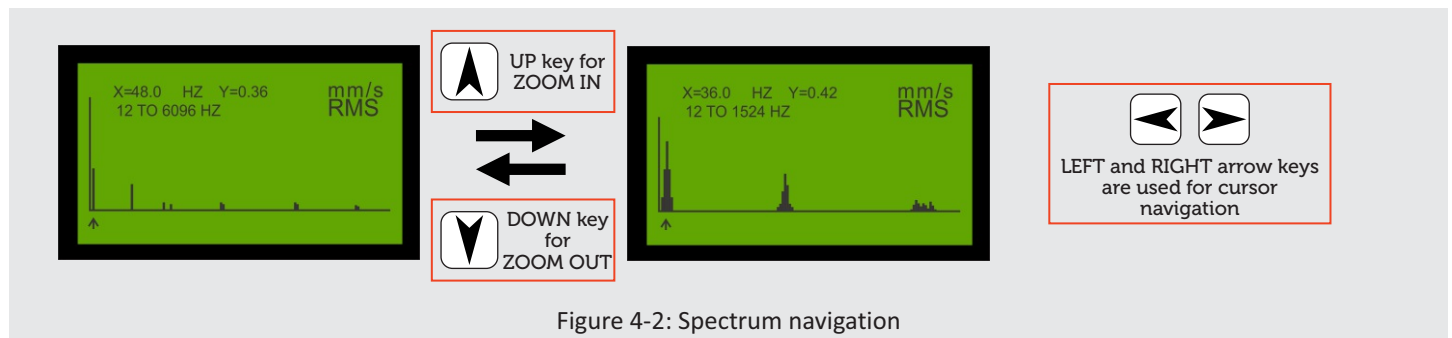 X=48.0 HZ Y=0.36 mm/s
12 TO 6096 HZ RMS
UP key for
ZOOM IN
DOWN key
for
ZOOM OUT
X=36.0 HZ Y=0.42 mm/s
12 TO 1524 HZ RMS
LEFT and RIGHT arrow keys
are used for cursor
navigation
Figure 4-2: Spectrum navigation